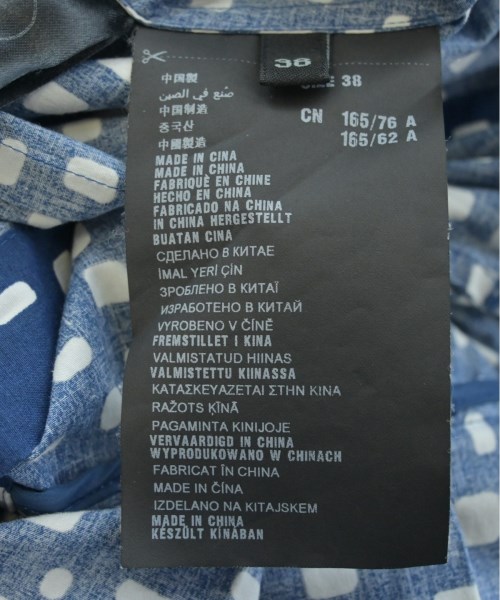 38
SIZE 38
CN 165/76 A
165/62 A
中国製
صنع في الصين
中国制造
중국산
中國製造
MADE IN CINA
MADE IN CHINA
FABRIQUÉ EN CHINE
HECHO EN CHINA
FABRICADO NA CHINA
IN CHINA HERGESTELLT
BUATAN CINA
СДЕЛАНО В КИТАЕ
İMAL YERİ ÇİN
ЗРОБЛЕНО В КИТАЇ
ИЗРАБОТЕНО В КИТАЙ
VYROBENO V ČÍNĚ
FREMSTILLET I KINA
VALMISTATUD HIINAS
VALMISTETTU KIINASSA
ΚΑΤΑΣΚΕΥΑΖΕΤΑΙ ΣΤΗΝ ΚΙΝΑ
RAŽOTS ĶĪNĀ
PAGAMINTA KINIJOJE
VERVAARDIGD IN CHINA
WYPRODUKOWANO W CHINACH
FABRICAT ÎN CHINA
MADE IN ČÍNA
IZDELANO NA KITAJSKEM
MADE IN CHINA
KÉSZÜLT KÍNÁBAN